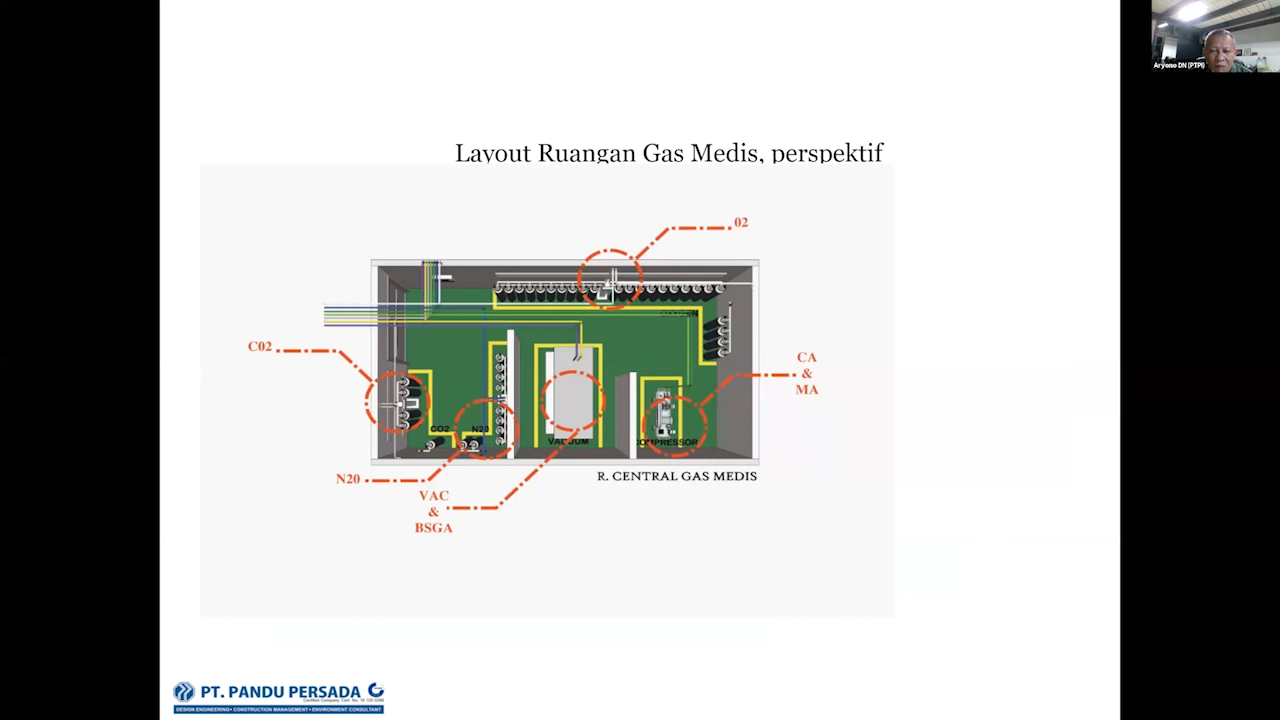 Aryono DN (PTPI)
Layout Ruangan Gas Medis, perspektif
02
C02
CA
&
MA
CO2
N20
VACUUM
COMPRESSOR
R. CENTRAL GAS MEDIS
N20
VAC
&
BSGA
PT. PANDU PERSADA
DESIGN ENGINEERING• CONSTRUCTION MANAGEMENT • ENVIRONMENT CONSULTANT